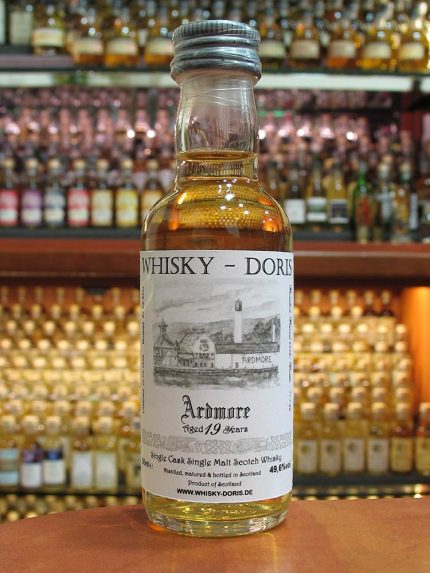 WHISKY - DORIS
ARDMORE
Ardmore
Aged 19 Years
Single Cask Single Malt Scotch Whisky
49,6%vol
Distilled, matured & bottled in Scotland
Product of Scotland
WWW.WHISKY-DORIS.DE